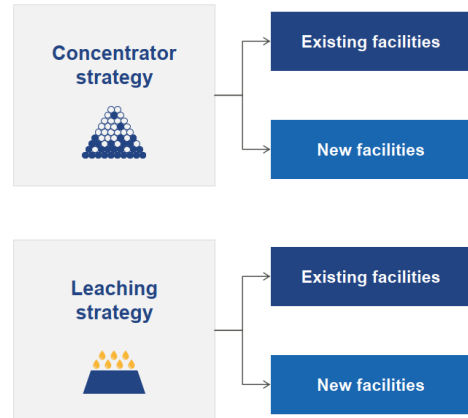 Concentrator
strategy
Existing facilities
New facilities
Leaching
strategy
Existing facilities
New facilities